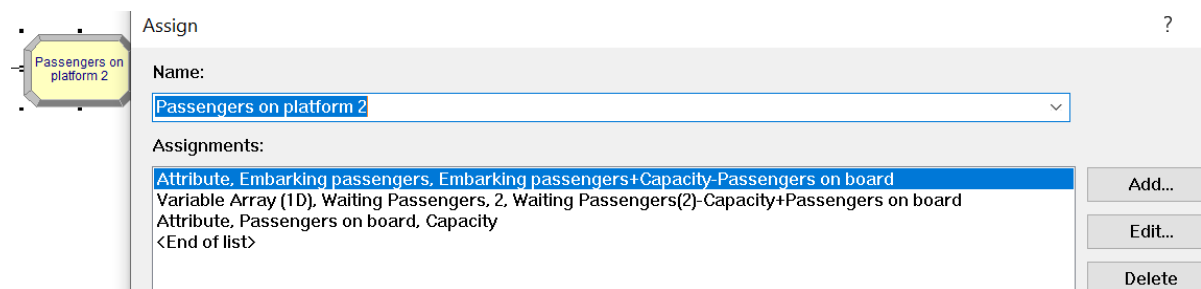 Assign
?
Passengers on
platform 2
Name:
Passengers on platform 2
Assignments:
Attribute, Embarking passengers, Embarking passengers+Capacity-Passengers on board
Variable Array (1D), Waiting Passengers, 2, Waiting Passengers(2)-Capacity+Passengers on board
Attribute, Passengers on board, Capacity
<End of list>
Add...
Edit...
Delete